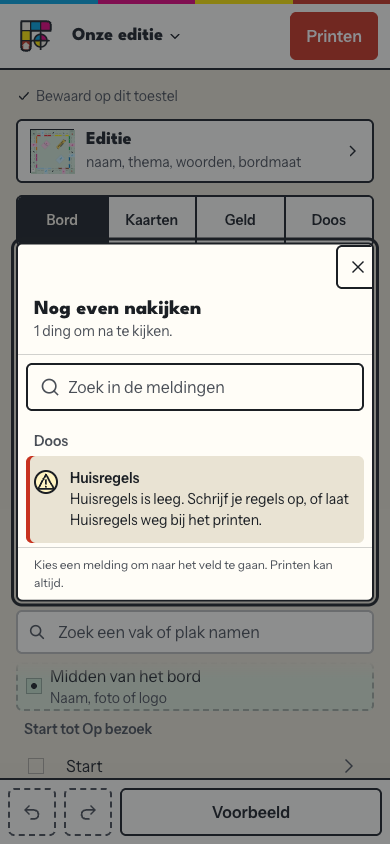 Onze editie
Printen
Bewaard op dit toestel
Editie
naam, thema, woorden, bordmaat
Bord
Kaarten
Geld
Doos
Nog even nakijken
1 ding om na te kijken.
Zoek in de meldingen
Doos
Huisregels
Huisregels is leeg. Schrijf je regels op, of laat
Huisregels weg bij het printen.
Kies een melding om naar het veld te gaan. Printen kan
altijd.
Zoek een vak of plak namen
Midden van het bord
Naam, foto of logo
Start tot Op bezoek
Start
Voorbeeld